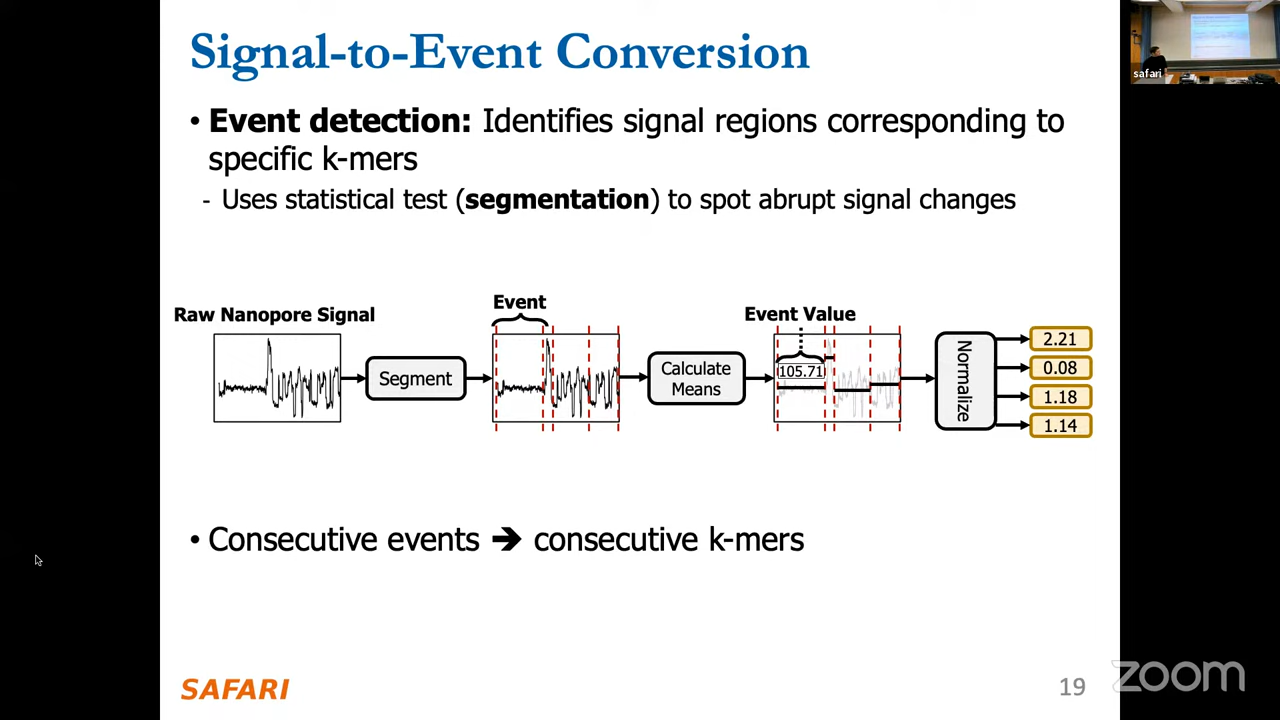 Signal-to-Event Conversion
safari
• Event detection: Identifies signal regions corresponding to
specific k-mers
- Uses statistical test (segmentation) to spot abrupt signal changes
Raw Nanopore Signal
Event
Event Value
Segment
Calculate
Means
105.71
Normalize
2.21
0.08
1.18
1.14
• Consecutive events ➔ consecutive k-mers
SAFARI
19
zoom